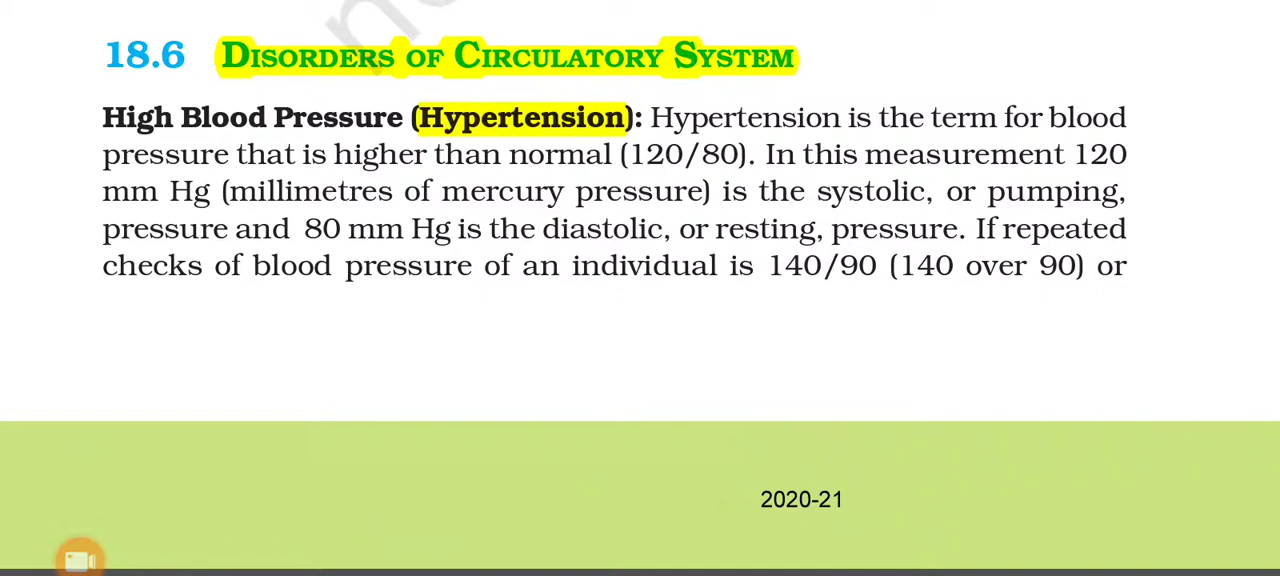 18.6 DISORDERS OF CIRCULATORY SYSTEM
High Blood Pressure (Hypertension): Hypertension is the term for blood
pressure that is higher than normal (120/80). In this measurement 120
mm Hg (millimetres of mercury pressure) is the systolic, or pumping,
pressure and 80 mm Hg is the diastolic, or resting, pressure. If repeated
checks of blood pressure of an individual is 140/90 (140 over 90) or
2020-21